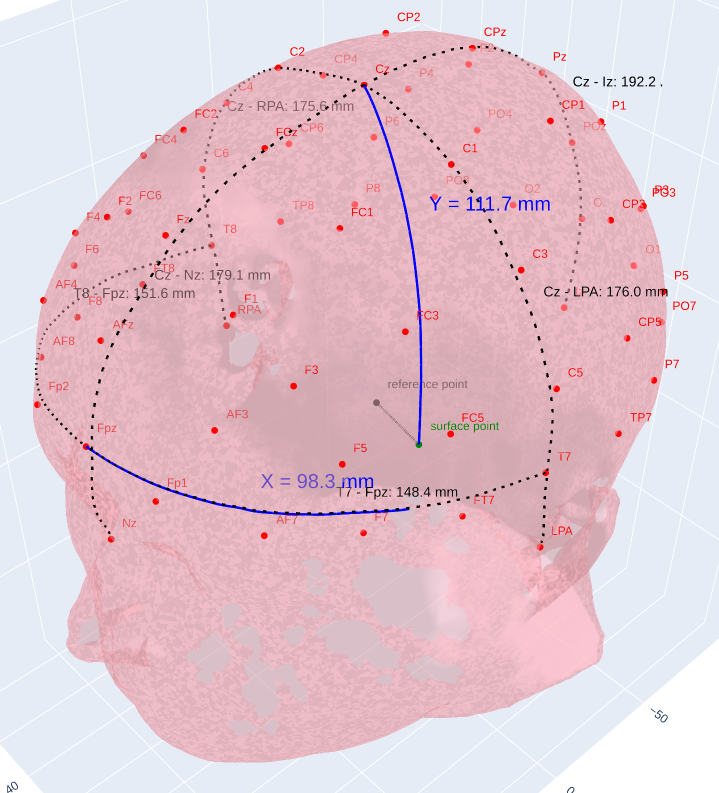 CP2
CPz
C2
CP4
Cz
Pz
P4
Cz - Iz: 192.2 .
C4
Cz - RPA: 175.6 mm
CP1
P1
FC2
PO4
FCz
CP6
P6
POz
FC4
C6
C1
P8
PO8
O2
P3
PO3
F2
FC6
TP8
FC1
Y = 111.7 mm
CP3
F4
Fz
T8
F6
C3
O1
FT8
Cz - Nz: 179.1 mm
P5
AF4
T8 - Fpz: 151.6 mm
Cz - LPA: 176.0 mm
F8
F1
RPA
PO7
AFz
FC3
CP5
AF8
F3
P7
Fp2
reference point
C5
AF3
FC5
TP7
Fpz
surface point
F5
T7
X = 98.3 mm
Fp1
T7 - Fpz: 148.4 mm
FT7
Nz
AF7
F7
LPA
−50
0
40